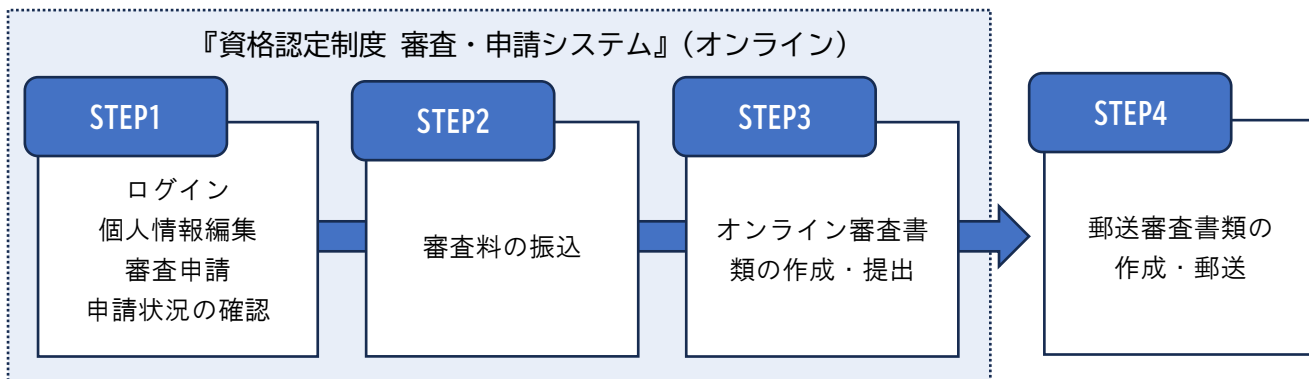 『資格認定制度 審査・申請システム』（オンライン）
STEP1
ログイン
個人情報編集
審査申請
申請状況の確認
STEP2
審査料の振込
STEP3
オンライン審査書
類の作成・提出
STEP4
郵送審査書類の
作成・郵送